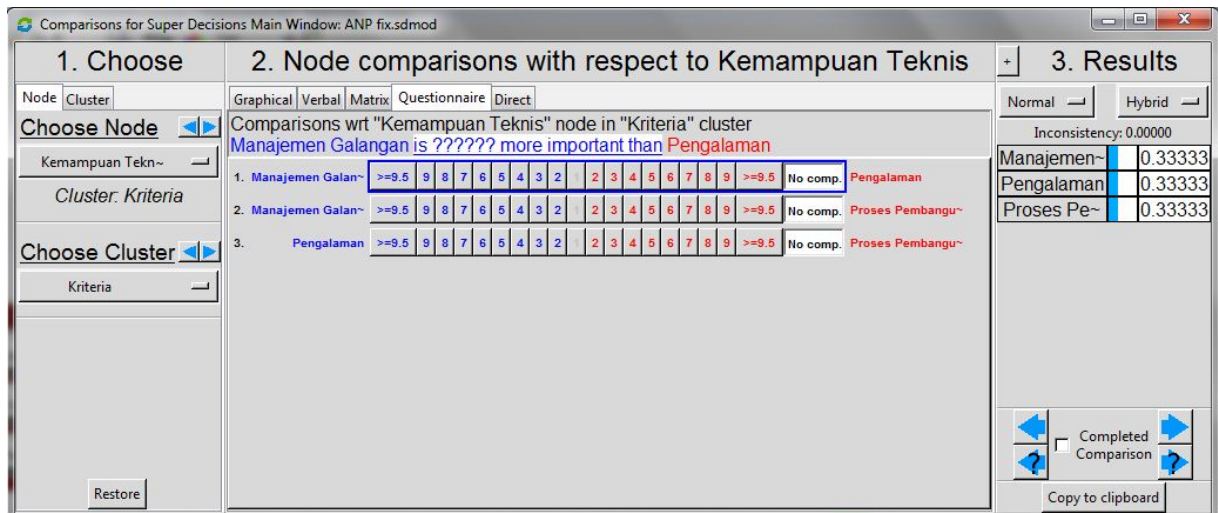 Comparisons for Super Decisions Main Window: ANP fix.sdmod
1. Choose
Node Cluster
Choose Node
Kemampuan Tekn~
Cluster: Kriteria
Choose Cluster
Kriteria
Restore
2. Node comparisons with respect to Kemampuan Teknis
Graphical Verbal Matrix Questionnaire Direct
Comparisons wrt "Kemampuan Teknis" node in "Kriteria" cluster
Manajemen Galangan is ?????? more important than Pengalaman
1. Manajemen Galan~ >=9.5 9 8 7 6 5 4 3 2 1 2 3 4 5 6 7 8 9 >=9.5 No comp. Pengalaman
2. Manajemen Galan~ >=9.5 9 8 7 6 5 4 3 2 1 2 3 4 5 6 7 8 9 >=9.5 No comp. Proses Pembangu~
3. Pengalaman >=9.5 9 8 7 6 5 4 3 2 1 2 3 4 5 6 7 8 9 >=9.5 No comp. Proses Pembangu~
+ 3. Results
Normal Hybrid
Inconsistency: 0.00000
Manajemen~ 0.33333
Pengalaman 0.33333
Proses Pe~ 0.33333
Completed
Comparison
? ?
Copy to clipboard